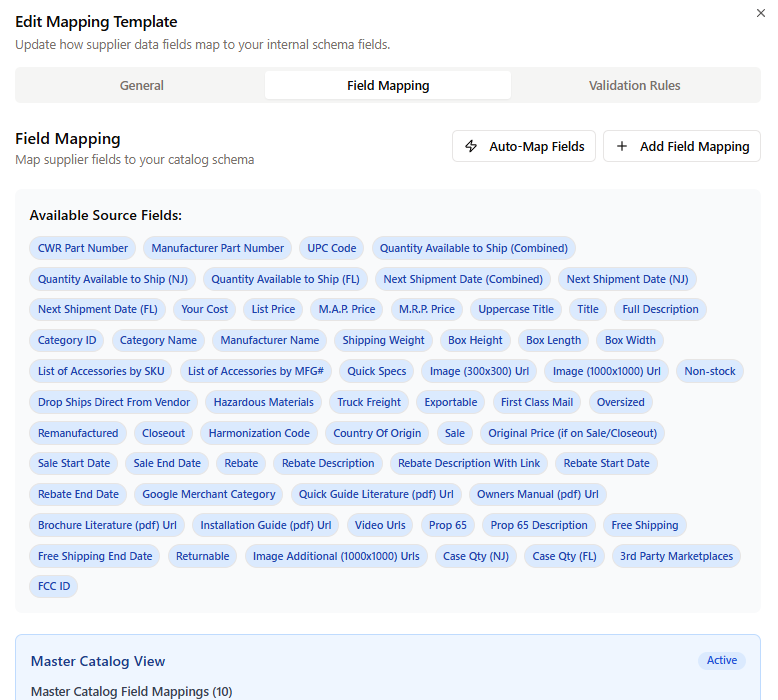 Edit Mapping Template
Update how supplier data fields map to your internal schema fields.
General Field Mapping Validation Rules
Field Mapping
Map supplier fields to your catalog schema
Auto-Map Fields
Add Field Mapping
Available Source Fields:
CWR Part Number Manufacturer Part Number UPC Code Quantity Available to Ship (Combined)
Quantity Available to Ship (NJ) Quantity Available to Ship (FL) Next Shipment Date (Combined) Next Shipment Date (NJ)
Next Shipment Date (FL) Your Cost List Price M.A.P. Price M.R.P. Price Uppercase Title Title Full Description
Category ID Category Name Manufacturer Name Shipping Weight Box Height Box Length Box Width
List of Accessories by SKU List of Accessories by MFG# Quick Specs Image (300x300) Url Image (1000x1000) Url Non-stock
Drop Ships Direct From Vendor Hazardous Materials Truck Freight Exportable First Class Mail Oversized
Remanufactured Closeout Harmonization Code Country Of Origin Sale Original Price (if on Sale/Closeout)
Sale Start Date Sale End Date Rebate Rebate Description Rebate Description With Link Rebate Start Date
Rebate End Date Google Merchant Category Quick Guide Literature (pdf) Url Owners Manual (pdf) Url
Brochure Literature (pdf) Url Installation Guide (pdf) Url Video Urls Prop 65 Prop 65 Description Free Shipping
Free Shipping End Date Returnable Image Additional (1000x1000) Urls Case Qty (NJ) Case Qty (FL) 3rd Party Marketplaces
FCC ID
Master Catalog View Active
Master Catalog Field Mappings (10)